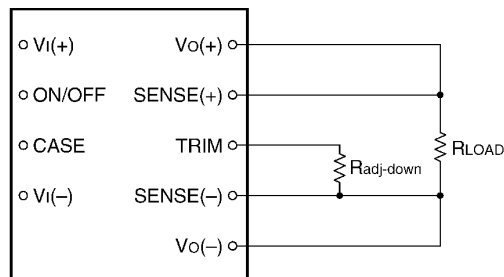 VI(+)
VO(+)
ON/OFF
SENSE(+)
CASE
TRIM
RLOAD
Radj-down
VI(–)
SENSE(–)
VO(–)